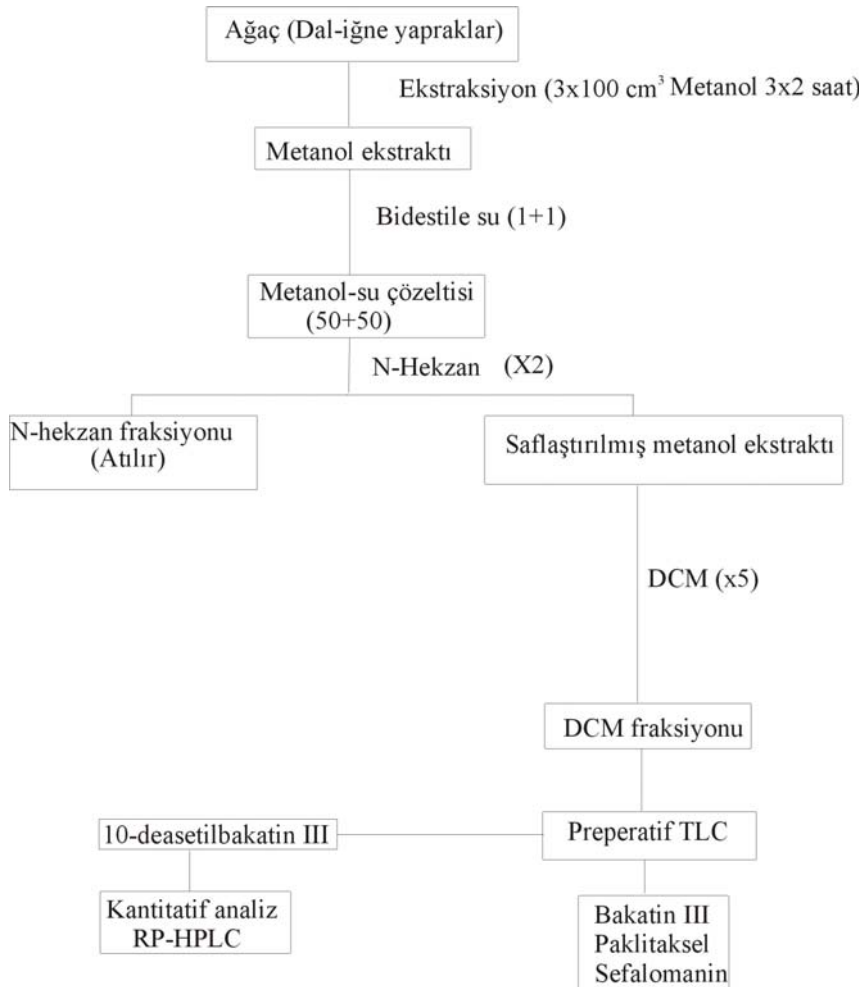 Ağaç (Dal-iğne yapraklar)
Ekstraksiyon (3x100 cm³ Metanol 3x2 saat)
Metanol ekstraktı
Bidestile su (1+1)
Metanol-su çözeltisi
(50+50)
N-Hekzan (X2)
N-hekzan fraksiyonu
(Atılır)
Saflaştırılmış metanol ekstraktı
DCM (x5)
DCM fraksiyonu
10-deasetilbakatin III
Preperatif TLC
Kantitatif analiz
RP-HPLC
Bakatin III
Paklitaksel
Sefalomanin